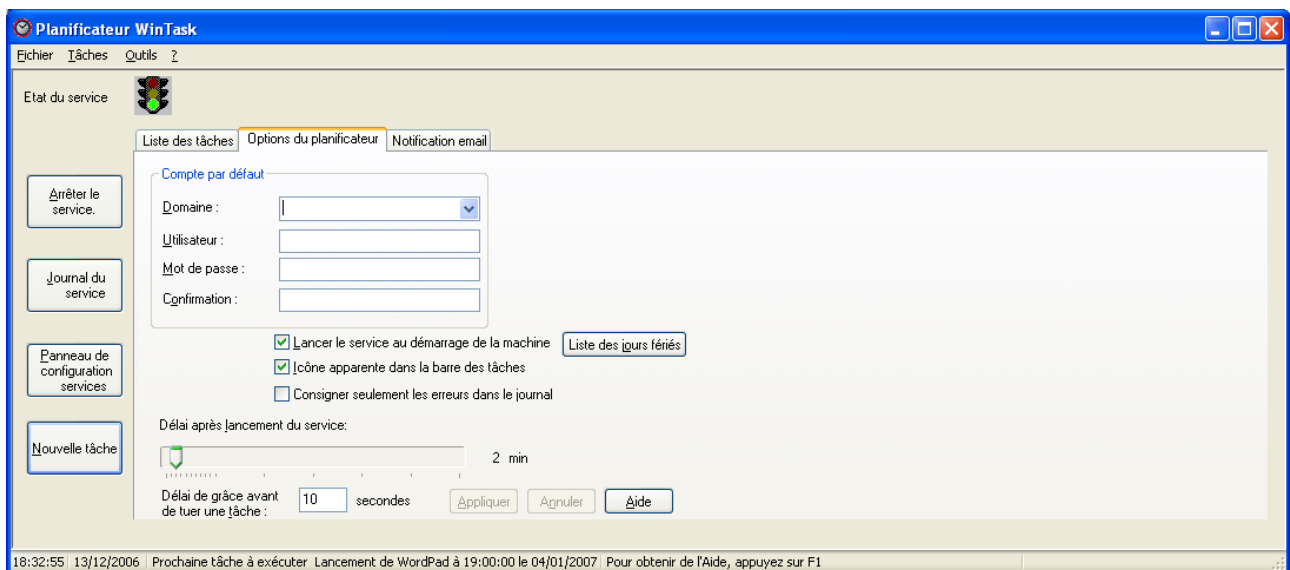 Planificateur WinTask
Fichier Tâches Outils ?
Etat du service
Liste des tâches Options du planificateur Notification email
Compte par défaut
Domaine :
Utilisateur :
Mot de passe :
Confirmation :
Arrêter le
service.
Journal du
service
Panneau de
configuration
services
Nouvelle tâche
Lancer le service au démarrage de la machine Liste des jours fériés
Icône apparente dans la barre des tâches
Consigner seulement les erreurs dans le journal
Délai après lancement du service:
2 min
Délai de grâce avant
de tuer une tâche :
10 secondes Appliquer Annuler Aide
18:32:55 13/12/2006 Prochaine tâche à exécuter Lancement de WordPad à 19:00:00 le 04/01/2007 Pour obtenir de l'Aide, appuyez sur F1